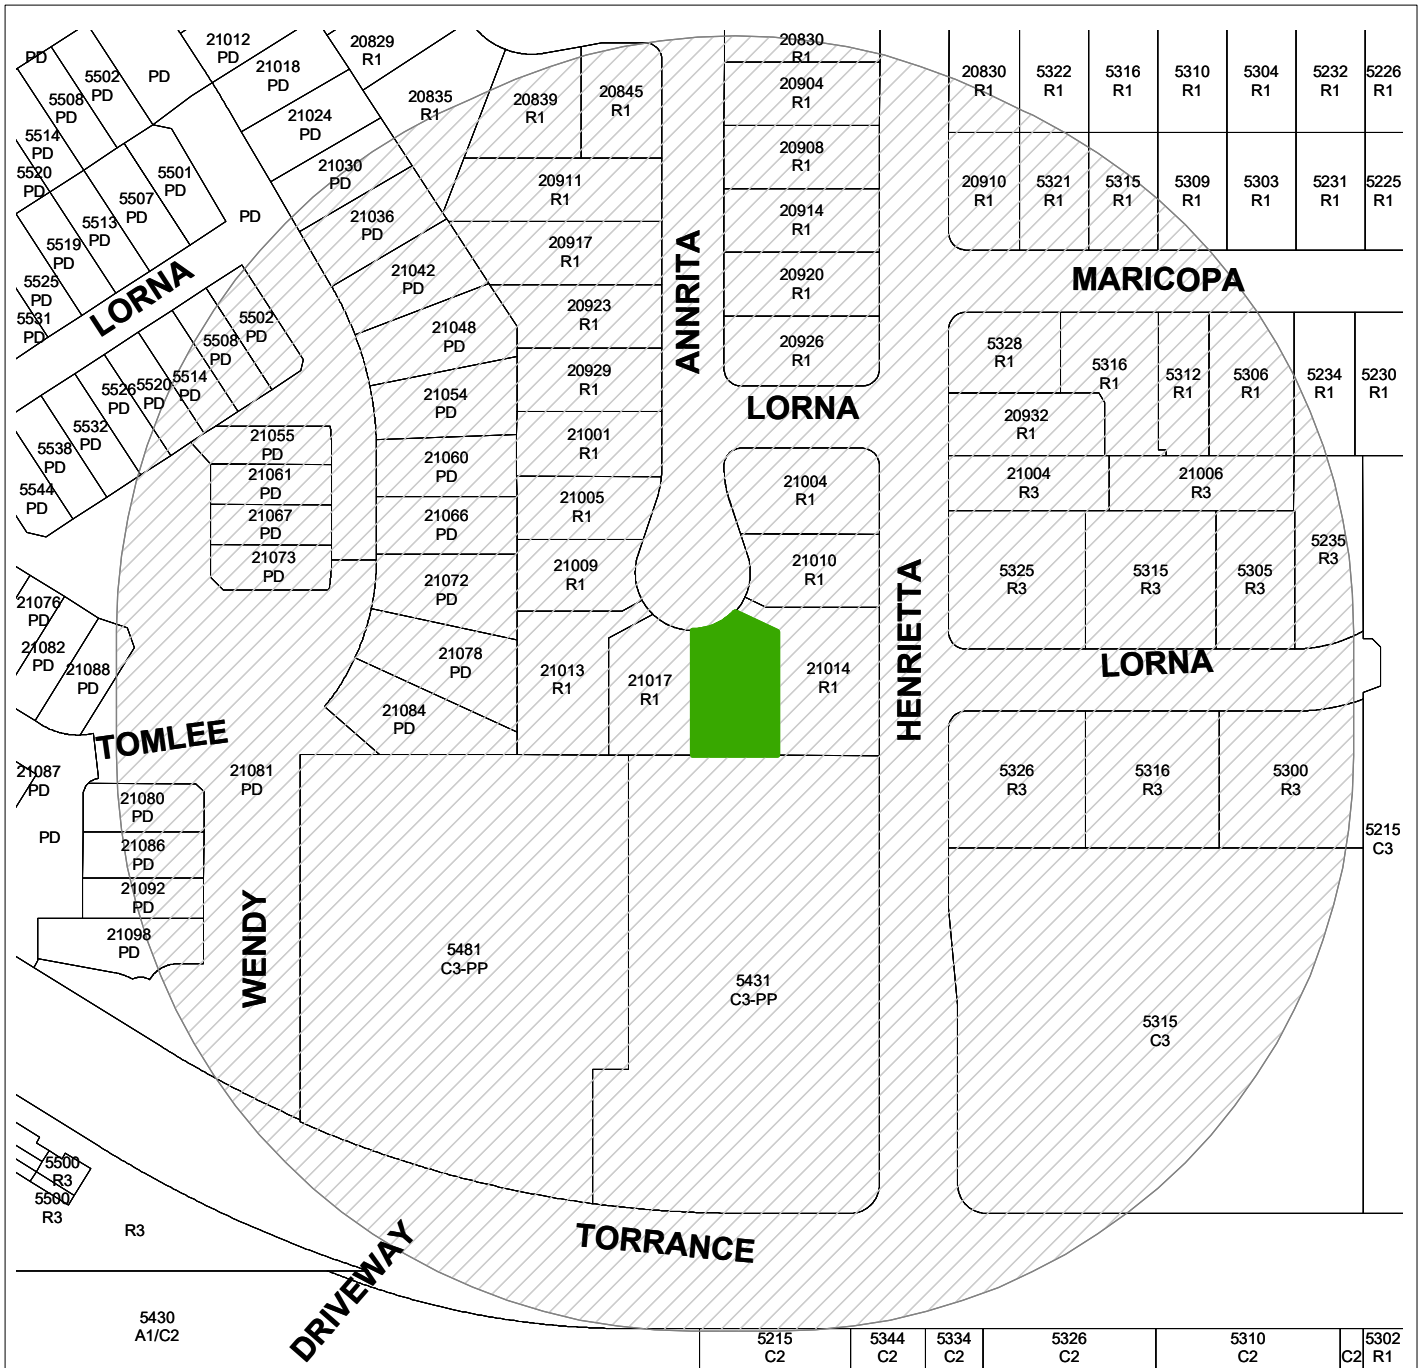 21012
PD
20829
R1
20830
R1
PD
5502
PD
PD
21018
PD
20839
R1
20845
R1
20904
R1
20830
R1
5322
R1
5316
R1
5310
R1
5304
R1
5232
R1
5226
R1
5508
PD
21024
PD
20835
R1
5514
PD
20908
R1
5520
PD
5501
PD
21030
PD
20911
R1
20910
R1
5321
R1
5315
R1
5309
R1
5303
R1
5231
R1
5225
R1
5507
PD
PD
21036
PD
20914
R1
5513
PD
5519
PD
20917
R1
ANNRITA
MARICOPA
21042
PD
20920
R1
5525
PD
LORNA
20923
R1
5531
PD
5502
PD
21048
PD
20926
R1
5508
PD
5328
R1
5316
R1
5312
R1
5306
R1
5234
R1
5230
R1
20929
R1
5514
PD
5520
PD
5526
PD
21054
PD
LORNA
20932
R1
5532
PD
21055
PD
21001
R1
5538
PD
21060
PD
21061
PD
21004
R1
21004
R3
21006
R3
5544
PD
21005
R1
21067
PD
21066
PD
5235
R3
21073
PD
21009
R1
21010
R1
5325
R3
5315
R3
5305
R3
21072
PD
21076
PD
HENRIETTA
21082
PD
21078
PD
LORNA
21088
PD
21013
R1
21017
R1
21014
R1
21084
PD
TOMLEE
21087
PD
21081
PD
5326
R3
5316
R3
5300
R3
21080
PD
PD
21086
PD
5215
C3
21092
PD
WENDY
21098
PD
5481
C3-PP
5431
C3-PP
5315
C3
5500
R3
5500
R3
R3
TORRANCE
DRIVEWAY
5430
A1/C2
5215
C2
5344
C2
5334
C2
5326
C2
5310
C2
C2
5302
R1